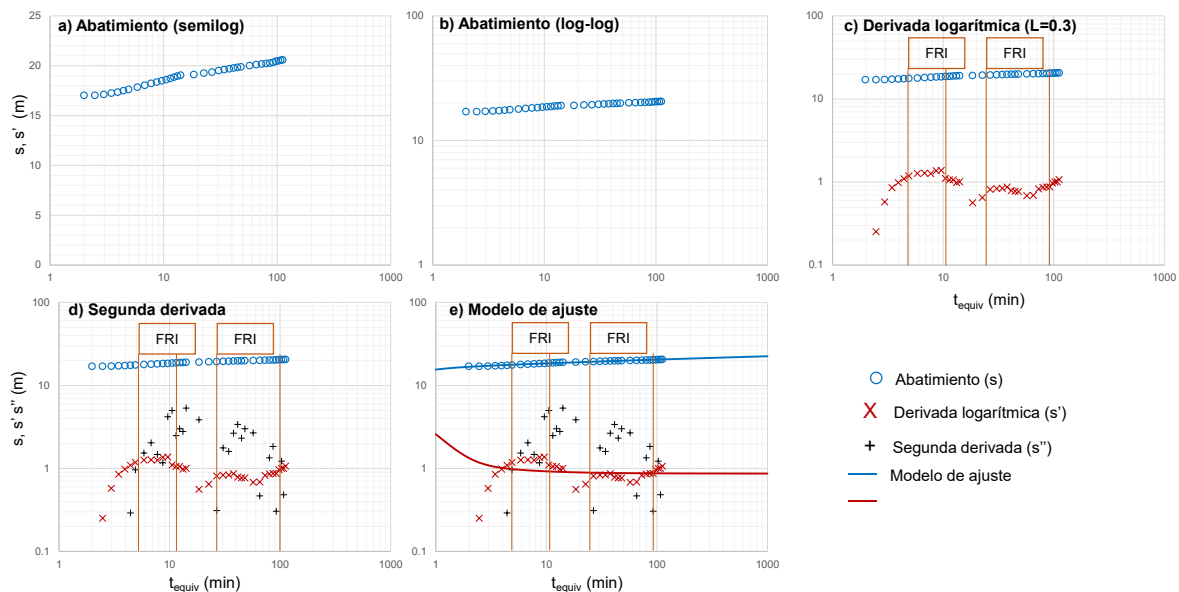 a) Abatimiento (semilog)
25
20
15
10
5
0
1
10
100
1000
s, s' (m)
b) Abatimiento (log-log)
100
10
1
1
10
100
1000
c) Derivada logarítmica (L=0.3)
FRI
FRI
100
10
1
0.1
1
10
100
1000
t_equiv (min)
d) Segunda derivada
FRI
FRI
100
10
1
0.1
1
10
100
1000
s, s' s'' (m)
t_equiv (min)
e) Modelo de ajuste
FRI
FRI
100
10
1
0.1
1
10
100
1000
t_equiv (min)
Abatimiento (s)
Derivada logarítmica (s')
Segunda derivada (s'')
Modelo de ajuste